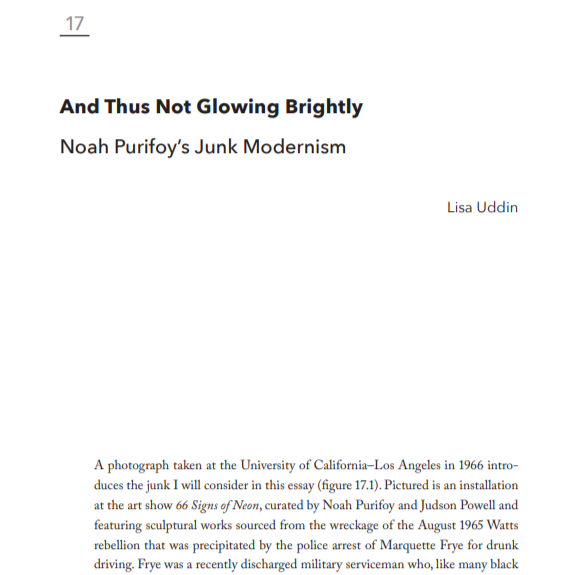 17
And Thus Not Glowing Brightly
Noah Purifoy’s Junk Modernism
Lisa Uddin
A photograph taken at the University of California–Los Angeles in 1966 intro-
duces the junk I will consider in this essay (figure 17.1). Pictured is an installation
at the art show 66 Signs of Neon, curated by Noah Purifoy and Judson Powell and
featuring sculptural works sourced from the wreckage of the August 1965 Watts
rebellion that was precipitated by the police arrest of Marquette Frye for drunk
driving. Frye was a recently discharged military serviceman who, like many black